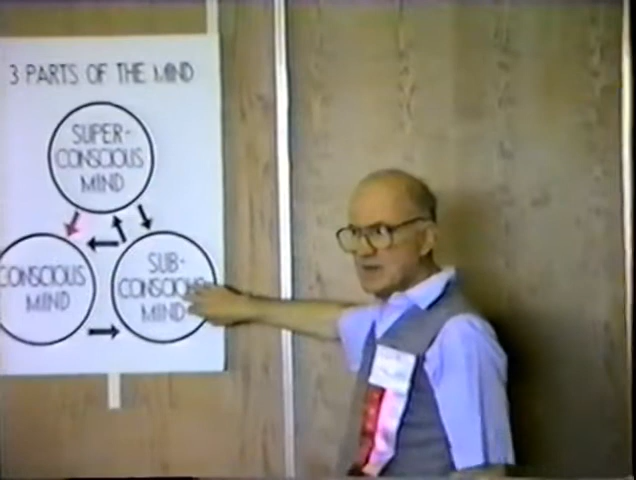 3 PARTS OF THE MIND
SUPER-
CONSCIOUS
MIND
CONSCIOUS
MIND
SUB-
CONSCIOUS
MIND